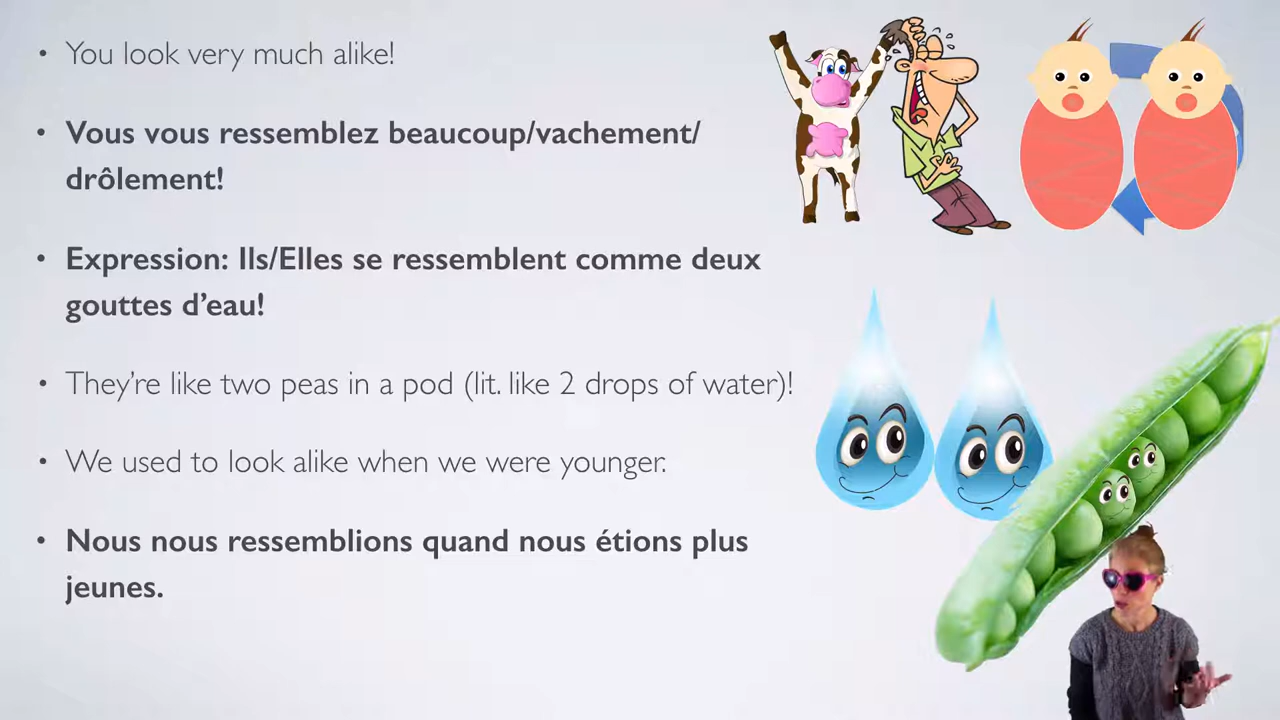 • You look very much alike!
• Vous vous ressemblez beaucoup/vachement/
drôlement!
• Expression: Ils/Elles se ressemblent comme deux
gouttes d’eau!
• They’re like two peas in a pod (lit. like 2 drops of water)!
• We used to look alike when we were younger.
• Nous nous ressemblions quand nous étions plus
jeunes.